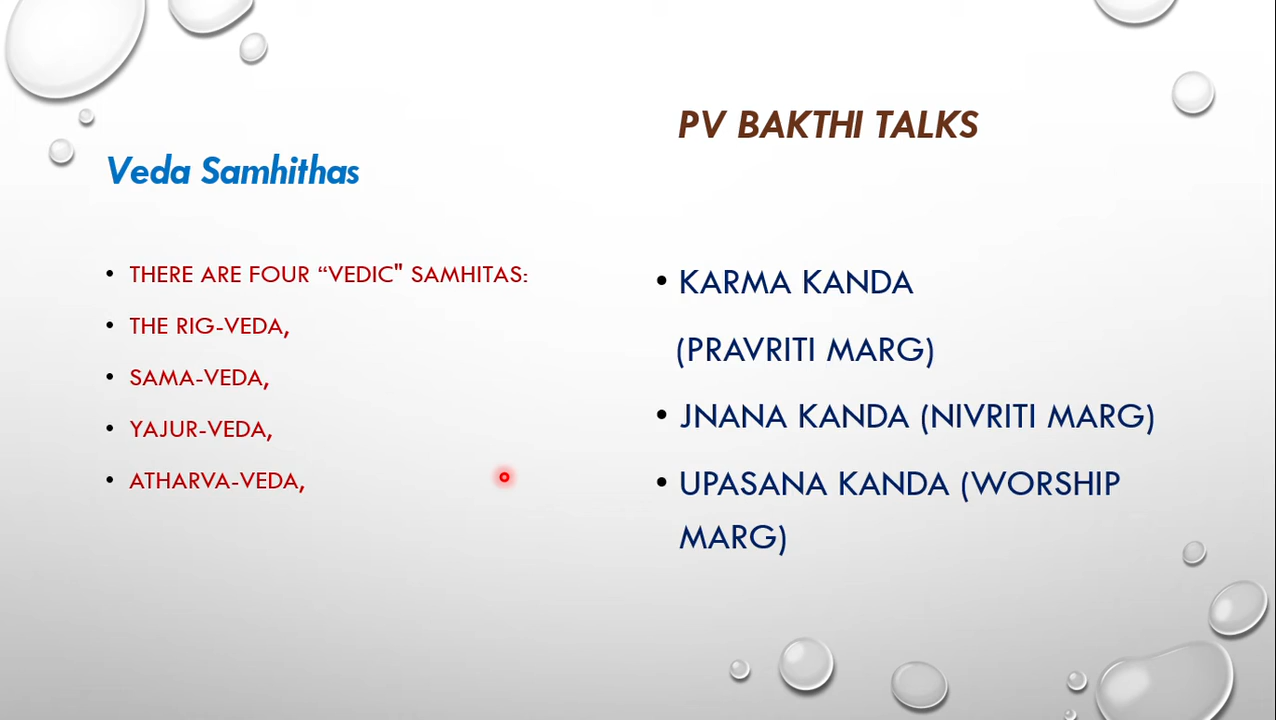 Veda Samhithas
• THERE ARE FOUR “VEDIC" SAMHITAS:
• THE RIG-VEDA,
• SAMA-VEDA,
• YAJUR-VEDA,
• ATHARVA-VEDA,
PV BAKTHI TALKS
• KARMA KANDA
(PRAVRITI MARG)
• JNANA KANDA (NIVRITI MARG)
• UPASANA KANDA (WORSHIP
MARG)